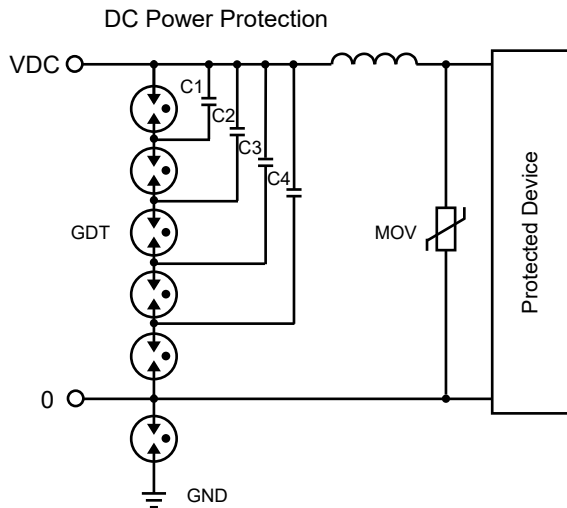 DC Power Protection
VDC
C1
C2
C3
C4
GDT
MOV
Protected Device
0
GND